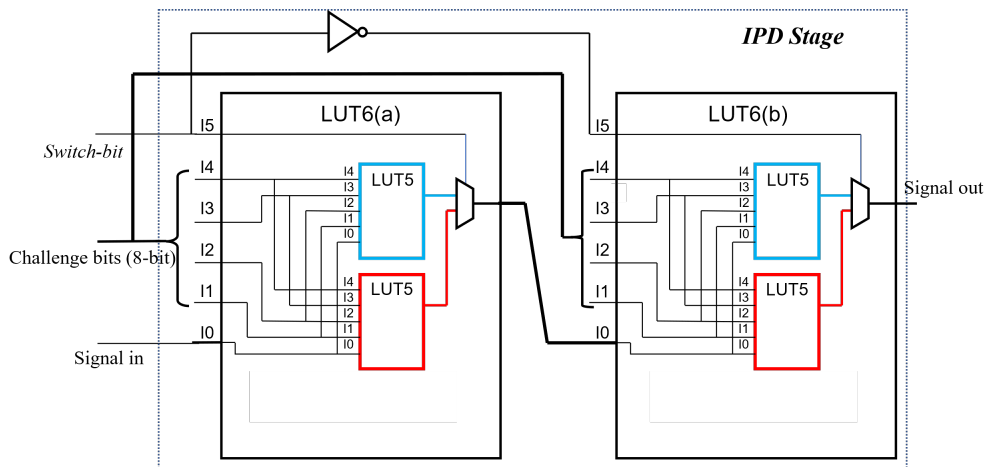 IPD Stage
LUT6(a)
LUT6(b)
I5
I5
Switch-bit
I4
I4
LUT5
I4
I3
I2
I1
I0
I4
LUT5
I3
I2
I1
I0
Signal out
I3
I3
I2
I2
Challenge bits (8-bit)
I1
I4
I3
I2
I1
I0
LUT5
I1
I4
I3
I2
I1
I0
LUT5
I0
I0
Signal in